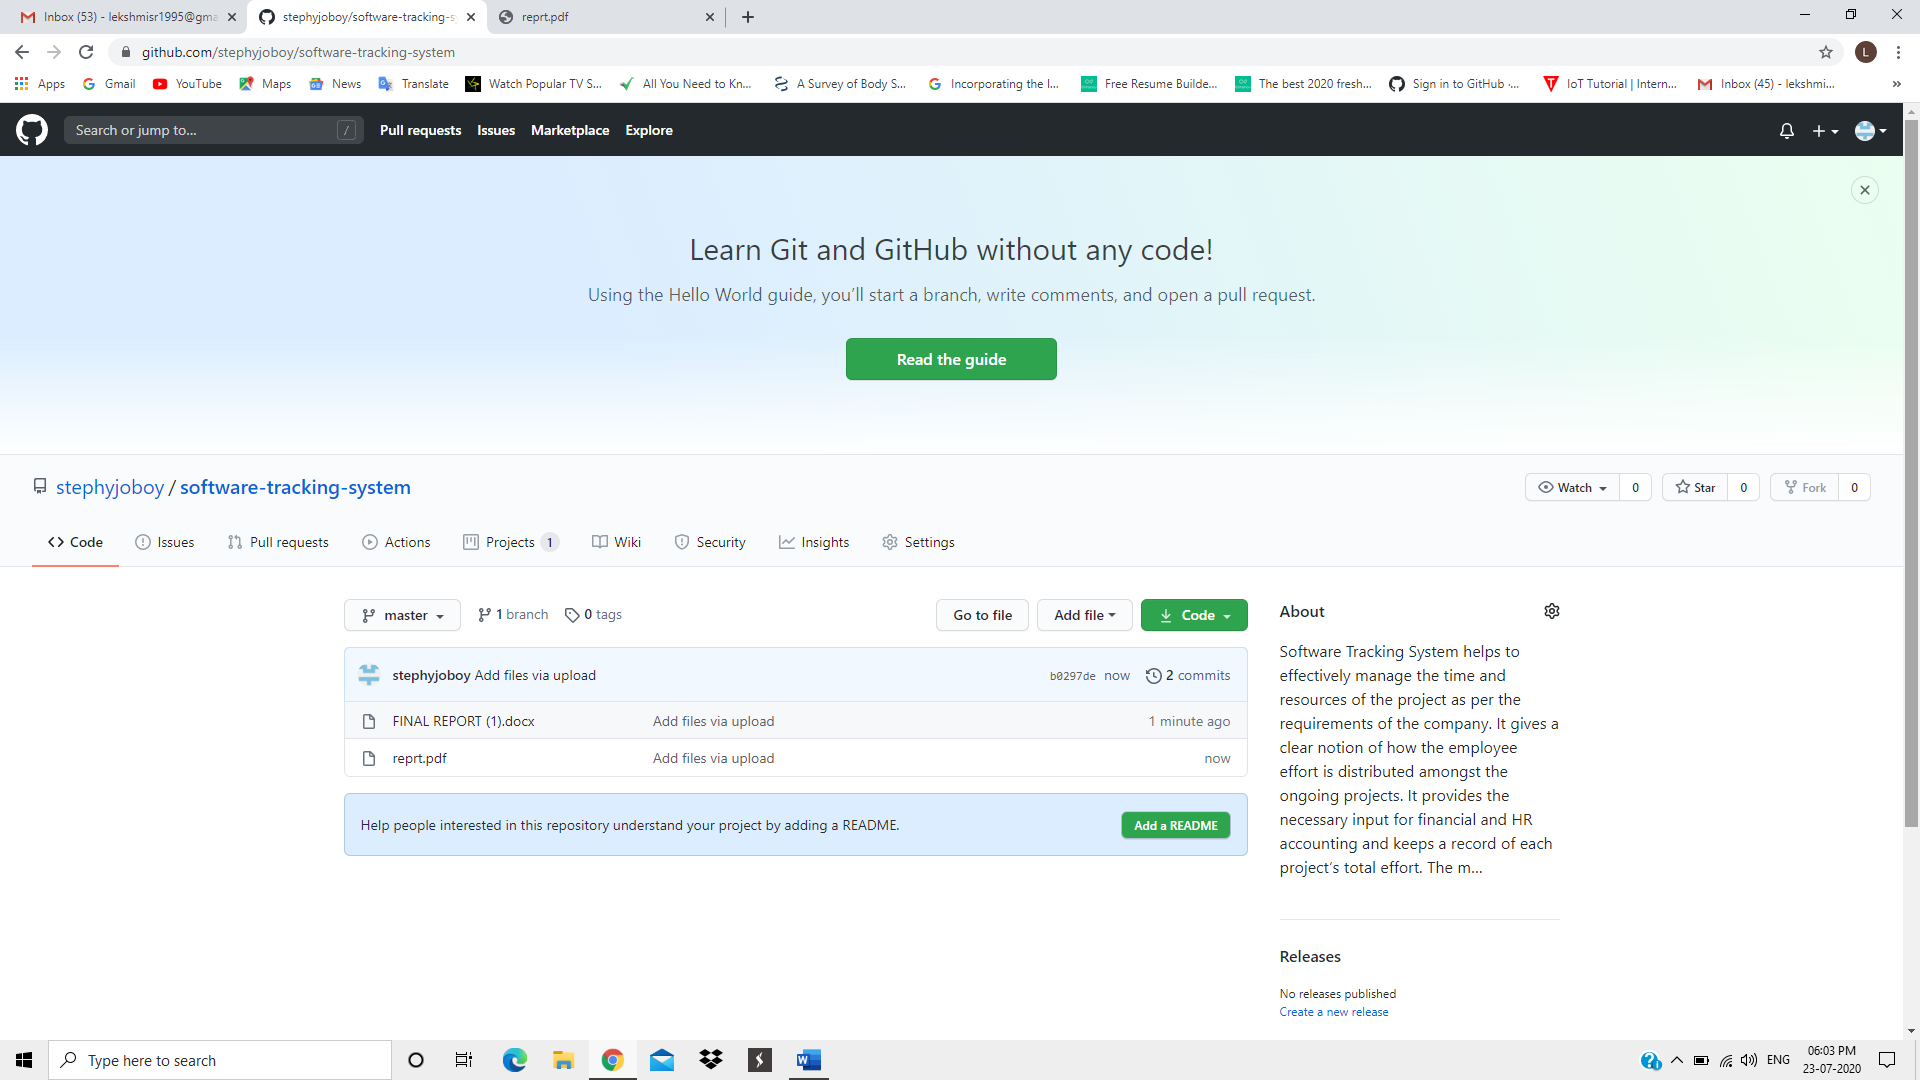 Inbox (53) - lekshmisr1995@gma
stephyjoboy/software-tracking-sy
reprt.pdf
github.com/stephyjoboy/software-tracking-system
L
Apps
Gmail
YouTube
Maps
News
Translate
Watch Popular TV S...
All You Need to Kn...
A Survey of Body S...
Incorporating the I...
Free Resume Builde...
The best 2020 fresh...
Sign in to GitHub ·...
IoT Tutorial | Intern...
Inbox (45) - lekshmi...
»
Search or jump to...
/
Pull requests
Issues
Marketplace
Explore
Learn Git and GitHub without any code!
Using the Hello World guide, you’ll start a branch, write comments, and open a pull request.
Read the guide
stephyjoboy / software-tracking-system
Watch
0
Star
0
Fork
0
Code
Issues
Pull requests
Actions
Projects 1
Wiki
Security
Insights
Settings
master
1 branch
0 tags
Go to file
Add file
Code
stephyjoboy Add files via upload
b0297de now
2 commits
FINAL REPORT (1).docx
Add files via upload
1 minute ago
reprt.pdf
Add files via upload
now
Help people interested in this repository understand your project by adding a README.
Add a README
About
Software Tracking System helps to
effectively manage the time and
resources of the project as per the
requirements of the company. It gives a
clear notion of how the employee
effort is distributed amongst the
ongoing projects. It provides the
necessary input for financial and HR
accounting and keeps a record of each
project’s total effort. The m...
Releases
No releases published
Create a new release
Type here to search
ENG
06:03 PM
23-07-2020